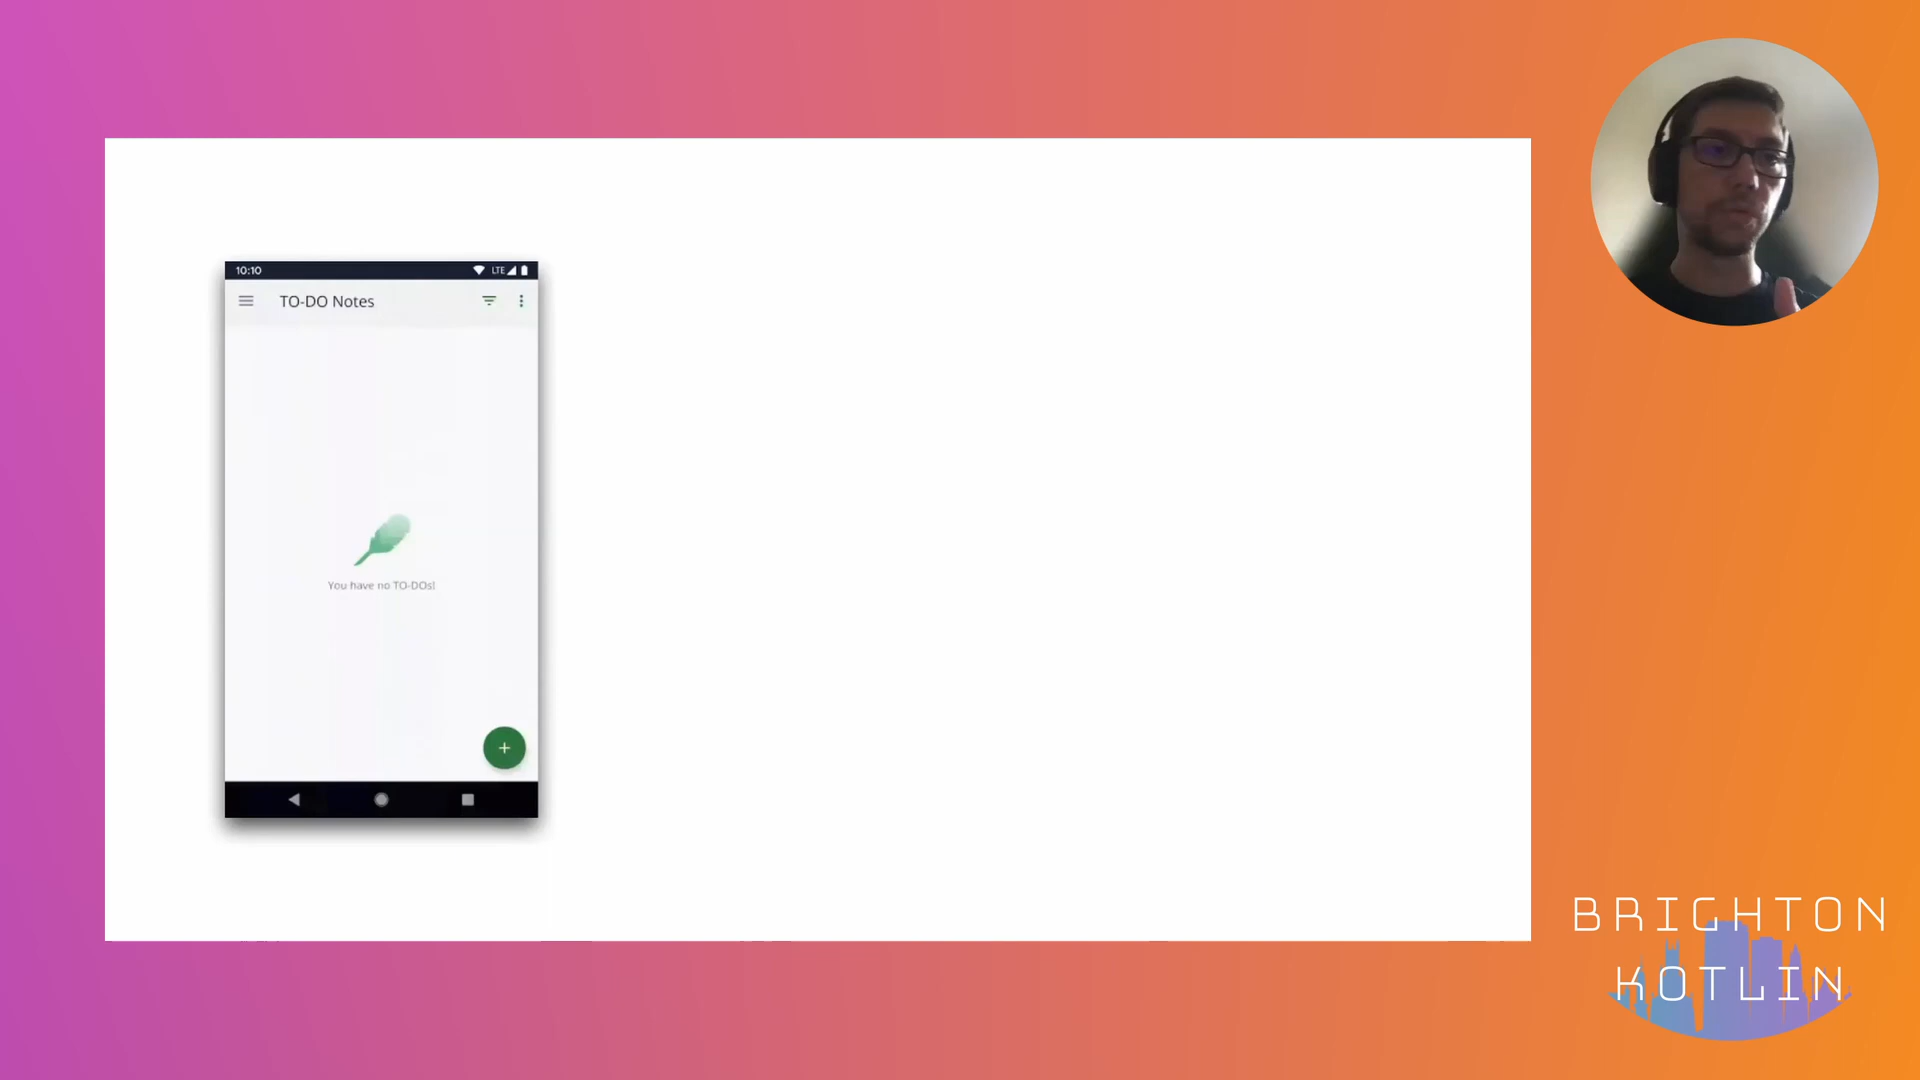 10:10
LTE
TO-DO Notes
You have no TO-DOs!
BRIGHTON
KOTLIN